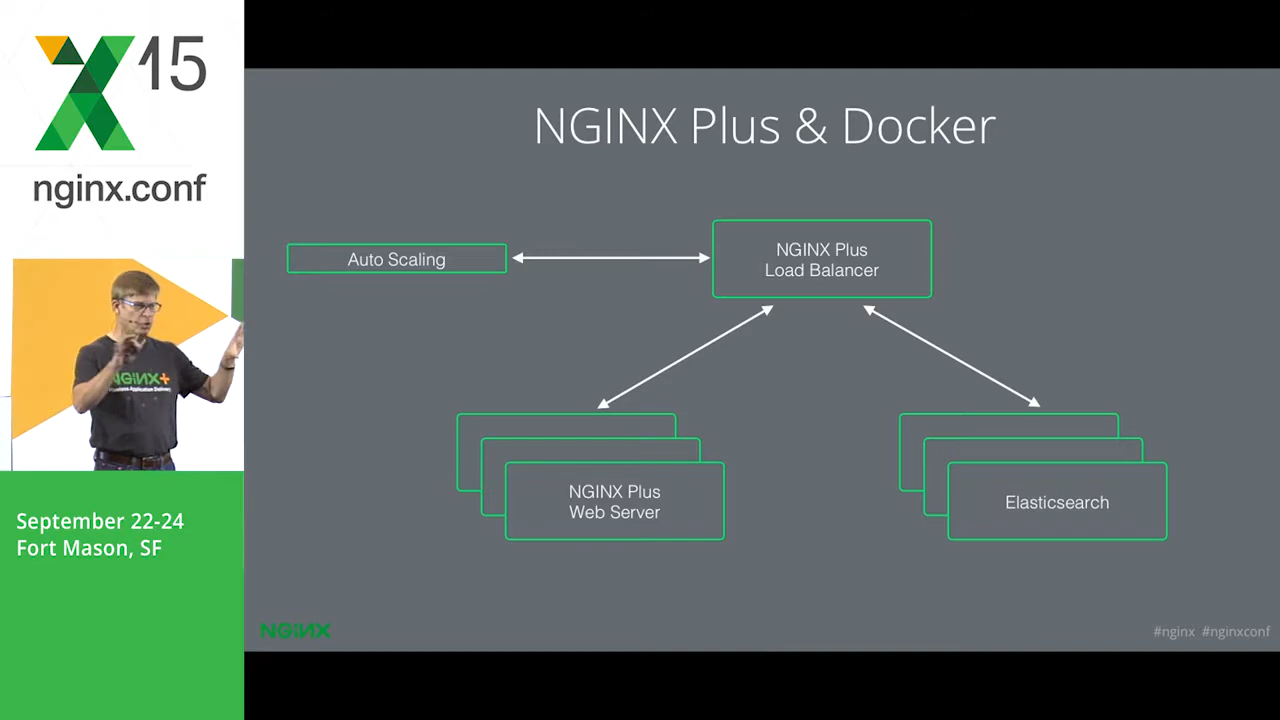 15
nginx.conf
NGINX+
September 22-24
Fort Mason, SF
NGINX Plus & Docker
Auto Scaling
NGINX Plus
Load Balancer
NGINX Plus
Web Server
Elasticsearch
NGINX
#nginx #nginxconf